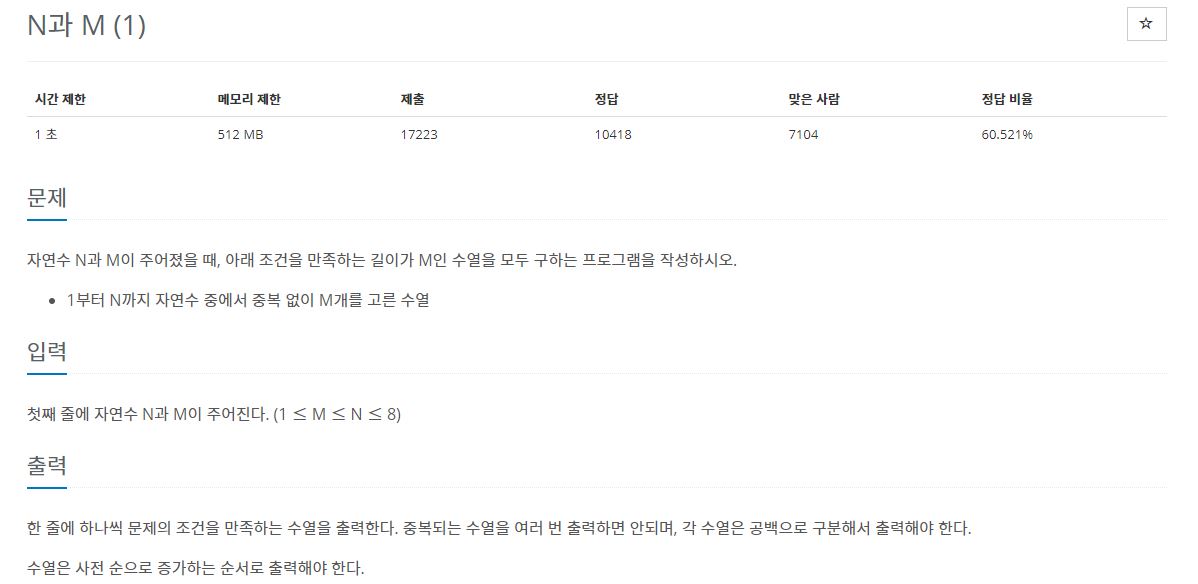 N과 M (1)
☆
시간 제한 메모리 제한 제출 정답 맞은 사람 정답 비율
1 초 512 MB 17223 10418 7104 60.521%
문제
자연수 N과 M이 주어졌을 때, 아래 조건을 만족하는 길이가 M인 수열을 모두 구하는 프로그램을 작성하시오.
• 1부터 N까지 자연수 중에서 중복 없이 M개를 고른 수열
입력
첫째 줄에 자연수 N과 M이 주어진다. (1 ≤ M ≤ N ≤ 8)
출력
한 줄에 하나씩 문제의 조건을 만족하는 수열을 출력한다. 중복되는 수열을 여러 번 출력하면 안되며, 각 수열은 공백으로 구분해서 출력해야 한다.
수열은 사전 순으로 증가하는 순서로 출력해야 한다.